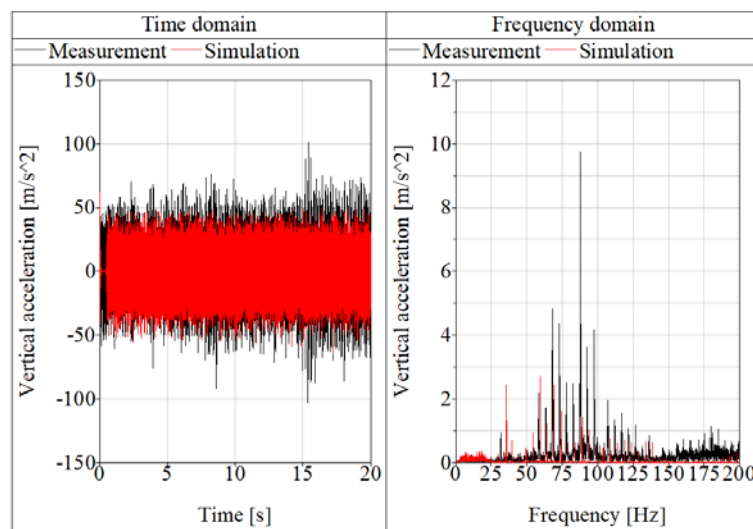 Time domain
Frequency domain
Measurement Simulation
Measurement Simulation
150
100
50
0
-50
-100
-150
Vertical acceleration [m/s^2]
0 5 10 15 20
Time [s]
12
10
8
6
4
2
0
Vertical acceleration [m/s^2]
0 25 50 75 100 125 150 175 200
Frequency [Hz]